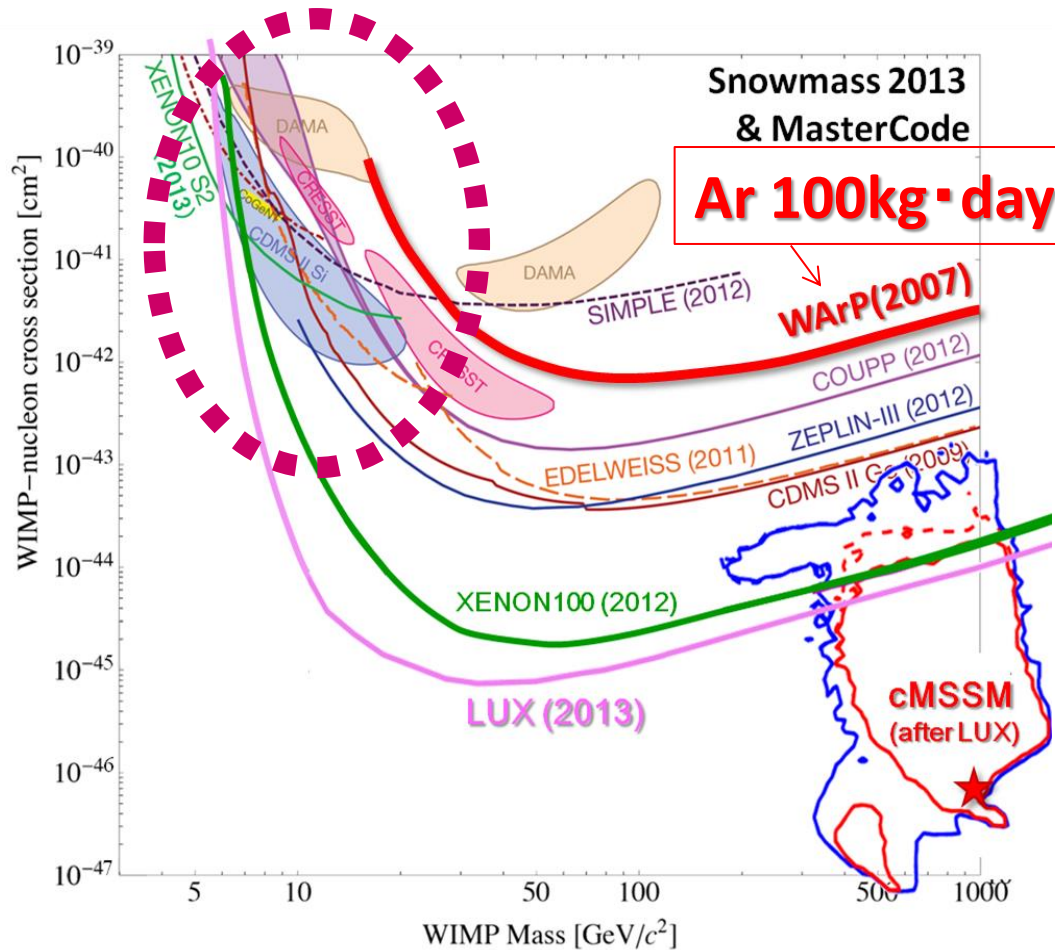 Snowmass 2013
& MasterCode
Ar 100kg・day
WArP(2007)
10⁻³⁹
10⁻⁴⁰
10⁻⁴¹
10⁻⁴²
10⁻⁴³
10⁻⁴⁴
10⁻⁴⁵
10⁻⁴⁶
10⁻⁴⁷
WIMP–nucleon cross section [cm²]
XENON10 S2
(2013)
DAMA
CRESST
CoGeNT
CDMS II Si
DAMA
SIMPLE (2012)
CRESST
COUPP (2012)
ZEPLIN-III (2012)
EDELWEISS (2011)
CDMS II Ge (2009)
XENON100 (2012)
LUX (2013)
cMSSM
(after LUX)
5
10
50
100
500
1000
WIMP Mass [GeV/c²]